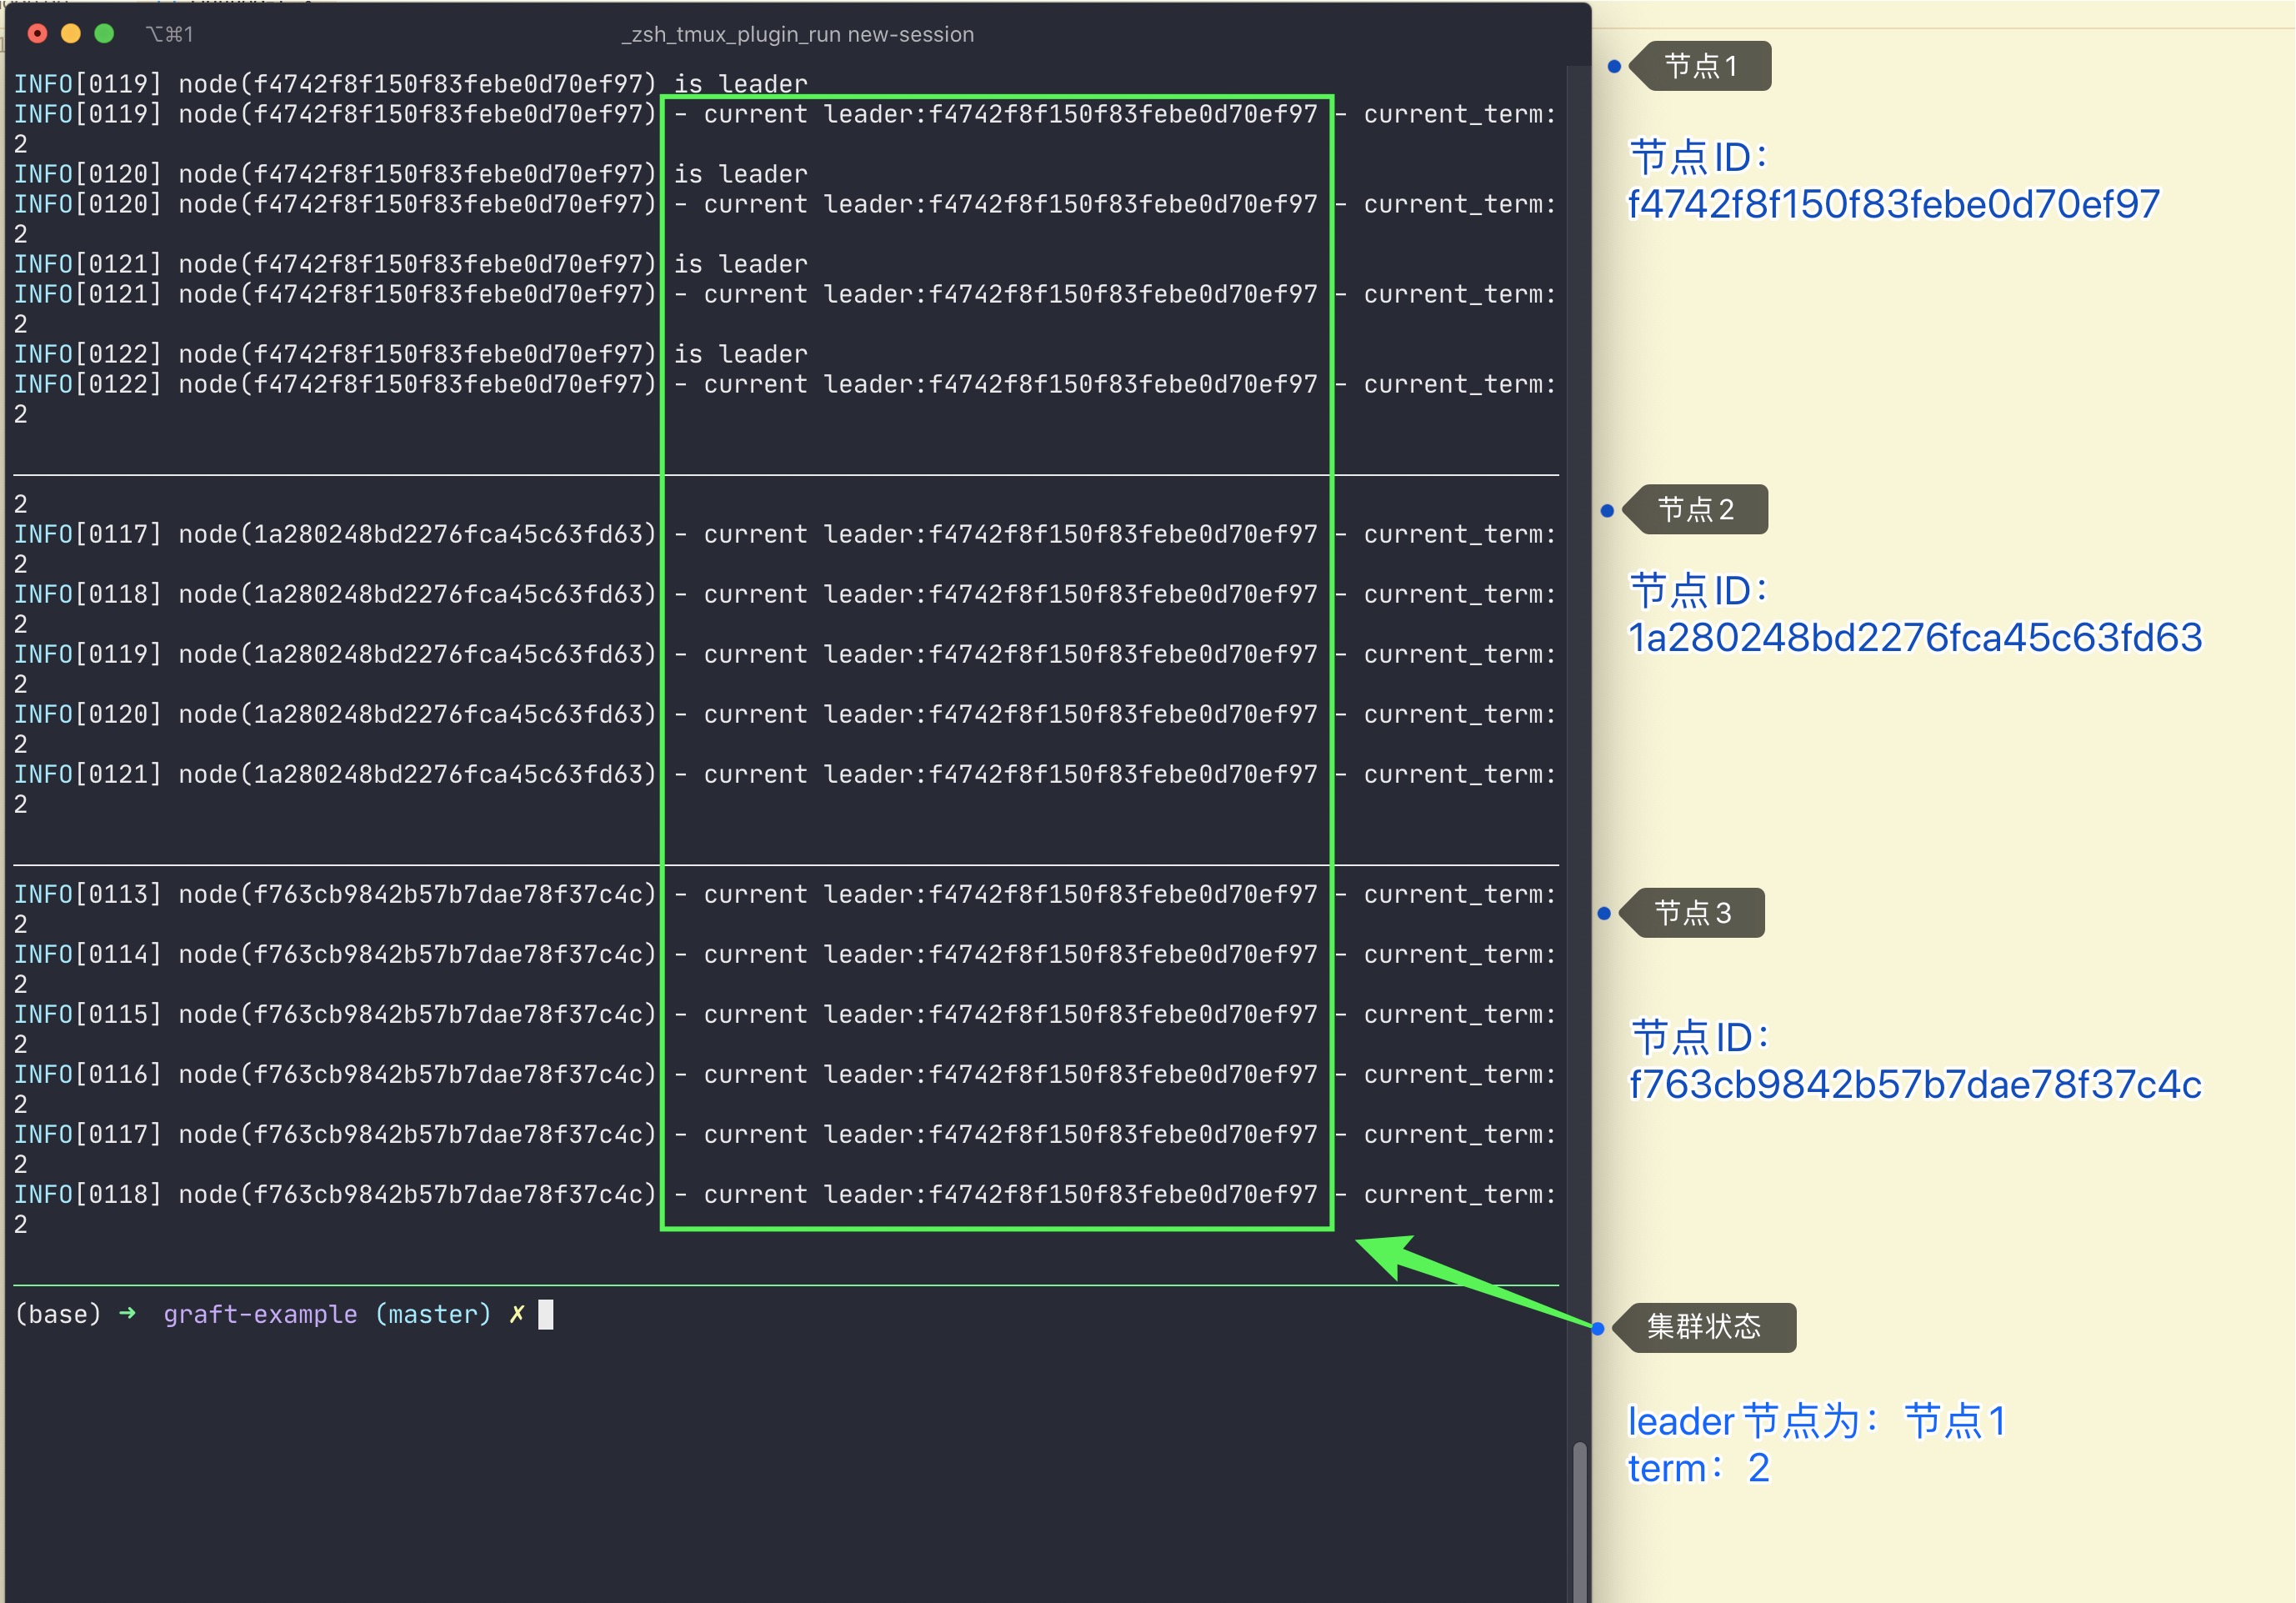 ⌥⌘1
_zsh_tmux_plugin_run new-session
INFO[0119] node(f4742f8f150f83febe0d70ef97) is leader
INFO[0119] node(f4742f8f150f83febe0d70ef97) - current leader:f4742f8f150f83febe0d70ef97 - current_term:
2
INFO[0120] node(f4742f8f150f83febe0d70ef97) is leader
INFO[0120] node(f4742f8f150f83febe0d70ef97) - current leader:f4742f8f150f83febe0d70ef97 - current_term:
2
INFO[0121] node(f4742f8f150f83febe0d70ef97) is leader
INFO[0121] node(f4742f8f150f83febe0d70ef97) - current leader:f4742f8f150f83febe0d70ef97 - current_term:
2
INFO[0122] node(f4742f8f150f83febe0d70ef97) is leader
INFO[0122] node(f4742f8f150f83febe0d70ef97) - current leader:f4742f8f150f83febe0d70ef97 - current_term:
2
2
INFO[0117] node(1a280248bd2276fca45c63fd63) - current leader:f4742f8f150f83febe0d70ef97 - current_term:
2
INFO[0118] node(1a280248bd2276fca45c63fd63) - current leader:f4742f8f150f83febe0d70ef97 - current_term:
2
INFO[0119] node(1a280248bd2276fca45c63fd63) - current leader:f4742f8f150f83febe0d70ef97 - current_term:
2
INFO[0120] node(1a280248bd2276fca45c63fd63) - current leader:f4742f8f150f83febe0d70ef97 - current_term:
2
INFO[0121] node(1a280248bd2276fca45c63fd63) - current leader:f4742f8f150f83febe0d70ef97 - current_term:
2
INFO[0113] node(f763cb9842b57b7dae78f37c4c) - current leader:f4742f8f150f83febe0d70ef97 - current_term:
2
INFO[0114] node(f763cb9842b57b7dae78f37c4c) - current leader:f4742f8f150f83febe0d70ef97 - current_term:
2
INFO[0115] node(f763cb9842b57b7dae78f37c4c) - current leader:f4742f8f150f83febe0d70ef97 - current_term:
2
INFO[0116] node(f763cb9842b57b7dae78f37c4c) - current leader:f4742f8f150f83febe0d70ef97 - current_term:
2
INFO[0117] node(f763cb9842b57b7dae78f37c4c) - current leader:f4742f8f150f83febe0d70ef97 - current_term:
2
INFO[0118] node(f763cb9842b57b7dae78f37c4c) - current leader:f4742f8f150f83febe0d70ef97 - current_term:
2
(base) ➜ graft-example (master) ✗
节点1
节点ID：
f4742f8f150f83febe0d70ef97
节点2
节点ID：
1a280248bd2276fca45c63fd63
节点3
节点ID：
f763cb9842b57b7dae78f37c4c
集群状态
leader节点为：节点1
term：2